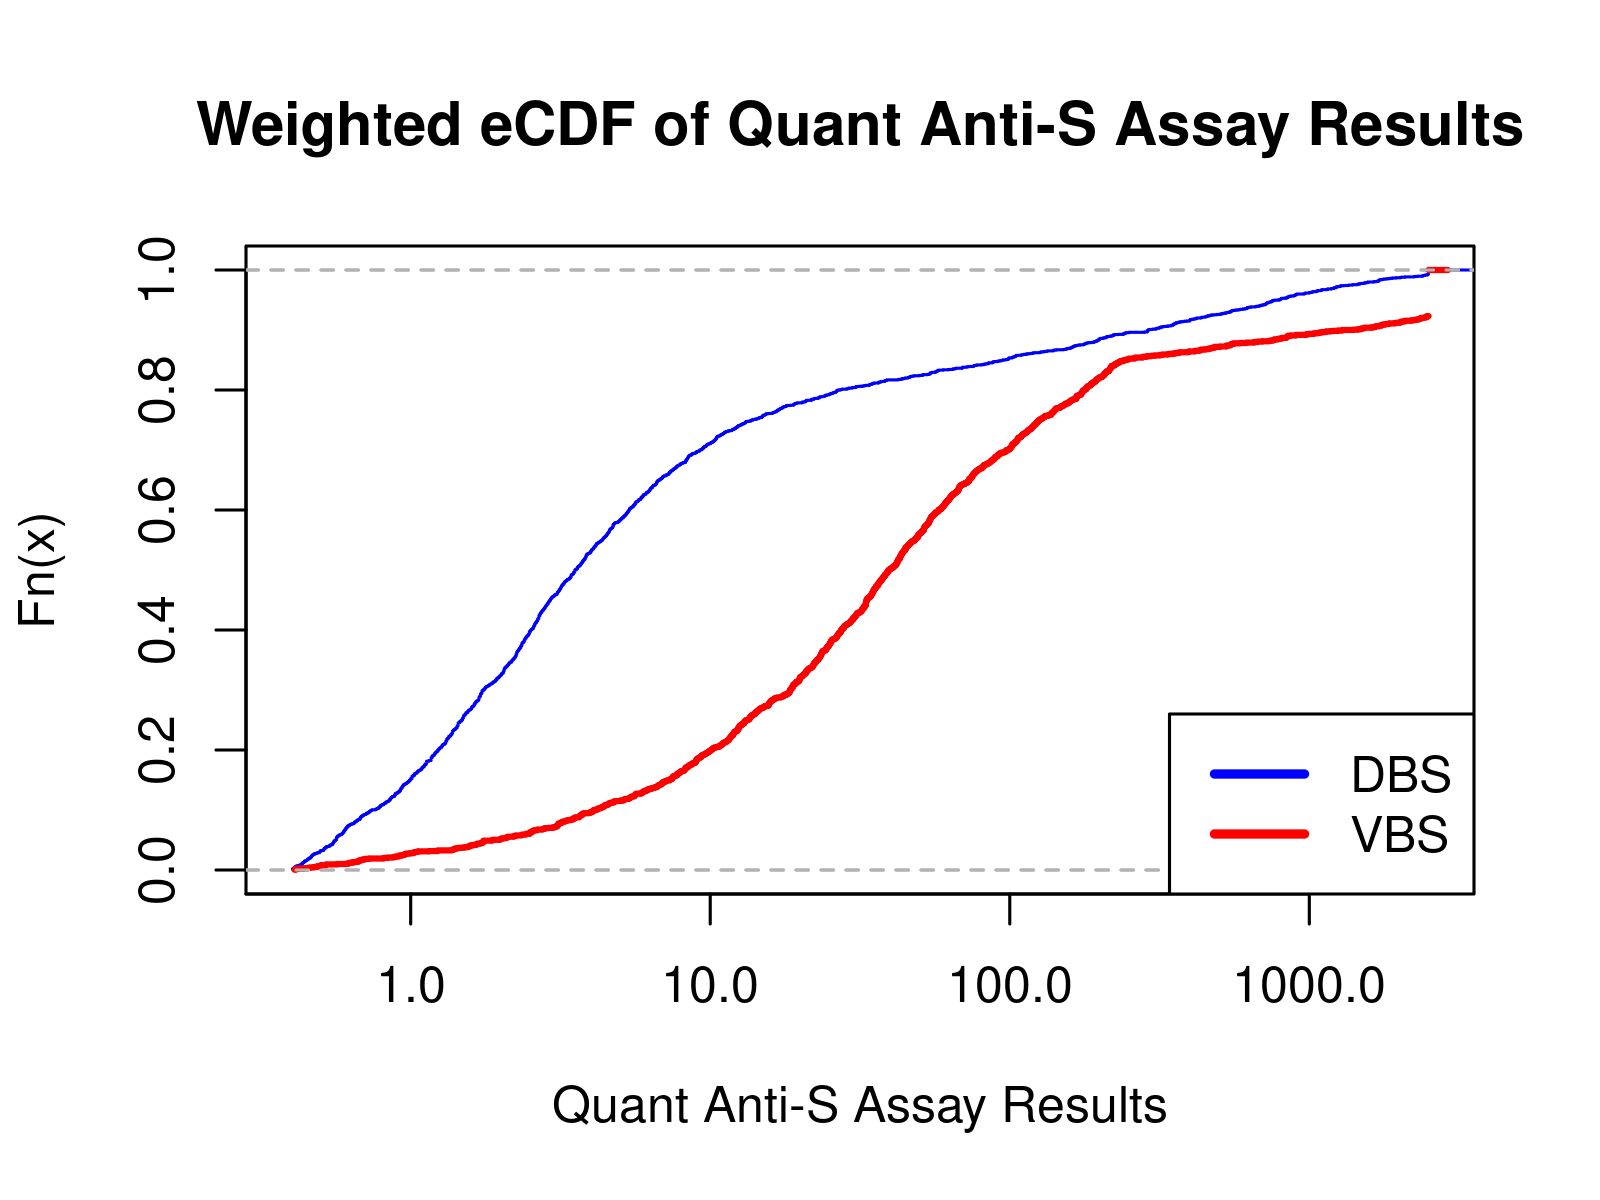 Weighted eCDF of Quant Anti-S Assay Results
Fn(x)
1.0
0.8
0.6
0.4
0.2
0.0
DBS
VBS
1.0 10.0 100.0 1000.0
Quant Anti-S Assay Results